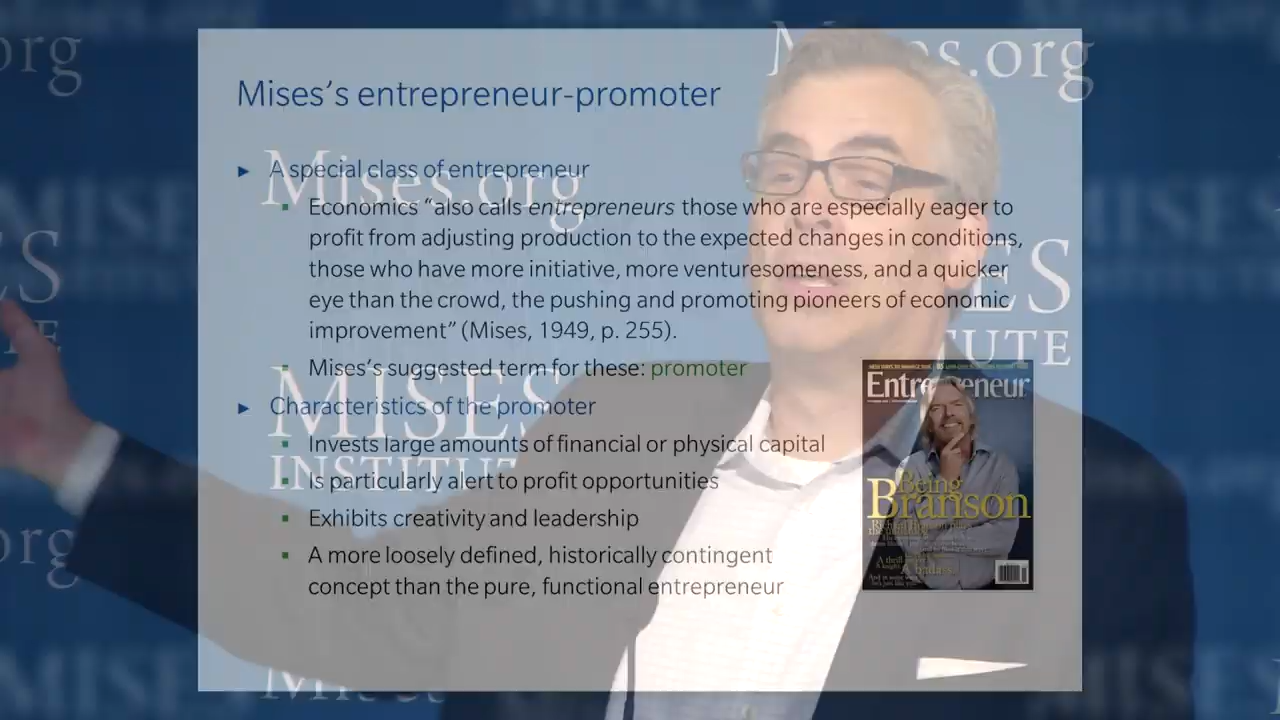 Mises.org
Mises's entrepreneur-promoter
► A special class of entrepreneur
Mises.org
▪ Economics “also calls entrepreneurs those who are especially eager to
profit from adjusting production to the expected changes in conditions,
those who have more initiative, more venturesomeness, and a quicker
eye than the crowd, the pushing and promoting pioneers of economic
improvement” (Mises, 1949, p. 255).
▪ Mises's suggested term for these: promoter
MISES
INSTITUTE
► Characteristics of the promoter
▪ Invests large amounts of financial or physical capital
▪ Is particularly alert to profit opportunities
▪ Exhibits creativity and leadership
▪ A more loosely defined, historically contingent
concept than the pure, functional entrepreneur
Entrepreneur
Being
Branson